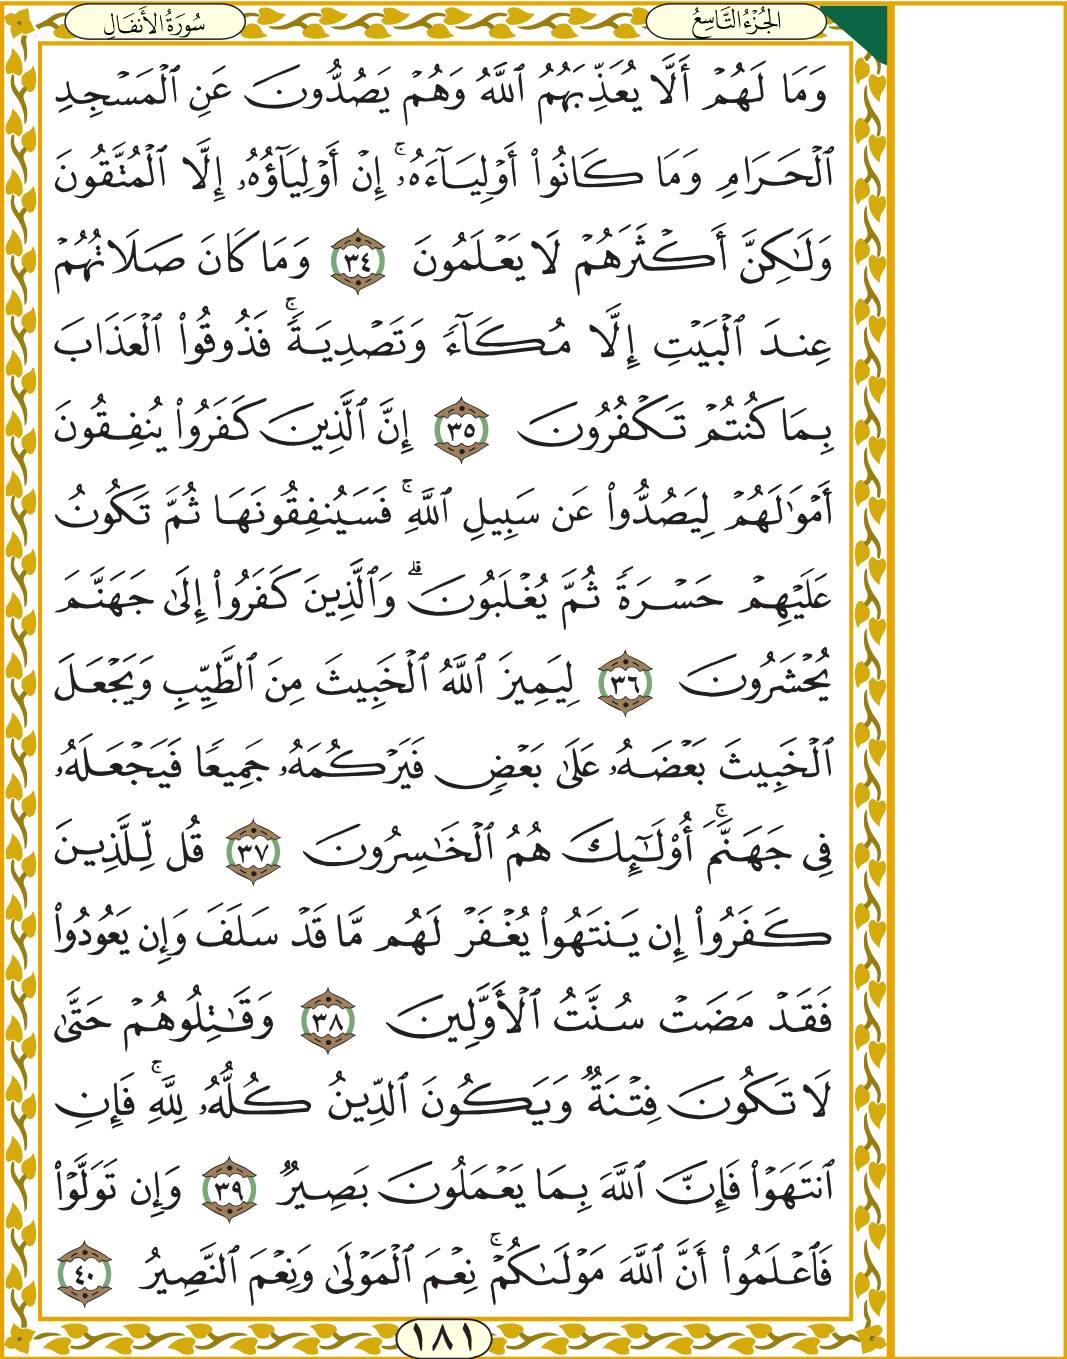 الجُزْءُ التَّاسِعُ
سُورَةُ الأَنفَالِ
وَمَا لَهُمْ أَلَّا يُعَذِّبَهُمُ ٱللَّهُ وَهُمْ يَصُدُّونَ عَنِ ٱلْمَسْجِدِ
ٱلْحَرَامِ وَمَا كَانُوا۟ أَوْلِيَآءَهُۥٓ ۚ إِنْ أَوْلِيَآؤُهُۥٓ إِلَّا ٱلْمُتَّقُونَ
وَلَـٰكِنَّ أَكْثَرَهُمْ لَا يَعْلَمُونَ ٣٤ وَمَا كَانَ صَلَاتُهُمْ
عِندَ ٱلْبَيْتِ إِلَّا مُكَآءً وَتَصْدِيَةً ۚ فَذُوقُوا۟ ٱلْعَذَابَ
بِمَا كُنتُمْ تَكْفُرُونَ ٣٥ إِنَّ ٱلَّذِينَ كَفَرُوا۟ يُنفِقُونَ
أَمْوَٰلَهُمْ لِيَصُدُّوا۟ عَن سَبِيلِ ٱللَّهِ ۚ فَسَيُنفِقُونَهَا ثُمَّ تَكُونُ
عَلَيْهِمْ حَسْرَةً ثُمَّ يُغْلَبُونَ ۗ وَٱلَّذِينَ كَفَرُوٓا۟ إِلَىٰ جَهَنَّمَ
يُحْشَرُونَ ٣٦ لِيَمِيزَ ٱللَّهُ ٱلْخَبِيثَ مِنَ ٱلطَّيِّبِ وَيَجْعَلَ
ٱلْخَبِيثَ بَعْضَهُۥ عَلَىٰ بَعْضٍ فَيَرْكُمَهُۥ جَمِيعًا فَيَجْعَلَهُۥ
فِى جَهَنَّمَ ۚ أُو۟لَـٰٓئِكَ هُمُ ٱلْخَـٰسِرُونَ ٣٧ قُل لِّلَّذِينَ
كَفَرُوٓا۟ إِن يَنتَهُوا۟ يُغْفَرْ لَهُم مَّا قَدْ سَلَفَ وَإِن يَعُودُوا۟
فَقَدْ مَضَتْ سُنَّتُ ٱلْأَوَّلِينَ ٣٨ وَقَـٰتِلُوهُمْ حَتَّىٰ
لَا تَكُونَ فِتْنَةٌ وَيَكُونَ ٱلدِّينُ كُلُّهُۥ لِلَّهِ ۚ فَإِنِ
ٱنتَهَوْا۟ فَإِنَّ ٱللَّهَ بِمَا يَعْمَلُونَ بَصِيرٌ ٣٩ وَإِن تَوَلَّوْا۟
فَٱعْلَمُوٓا۟ أَنَّ ٱللَّهَ مَوْلَىٰكُمْ ۚ نِعْمَ ٱلْمَوْلَىٰ وَنِعْمَ ٱلنَّصِيرُ ٤٠
١٨١